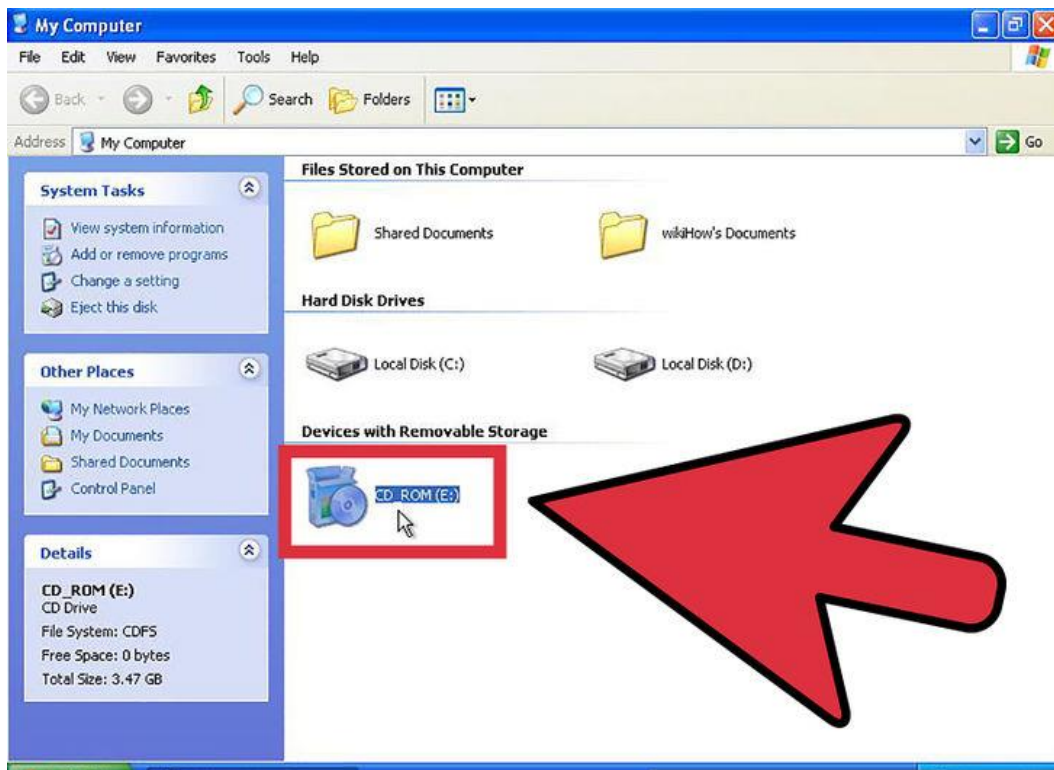 My Computer
File Edit View Favorites Tools Help
Back Search Folders
Address My Computer Go
System Tasks
View system information
Add or remove programs
Change a setting
Eject this disk
Other Places
My Network Places
My Documents
Shared Documents
Control Panel
Details
CD_ROM (E:)
CD Drive
File System: CDFS
Free Space: 0 bytes
Total Size: 3.47 GB
Files Stored on This Computer
Shared Documents
wikiHow's Documents
Hard Disk Drives
Local Disk (C:)
Local Disk (D:)
Devices with Removable Storage
CD_ROM (E:)